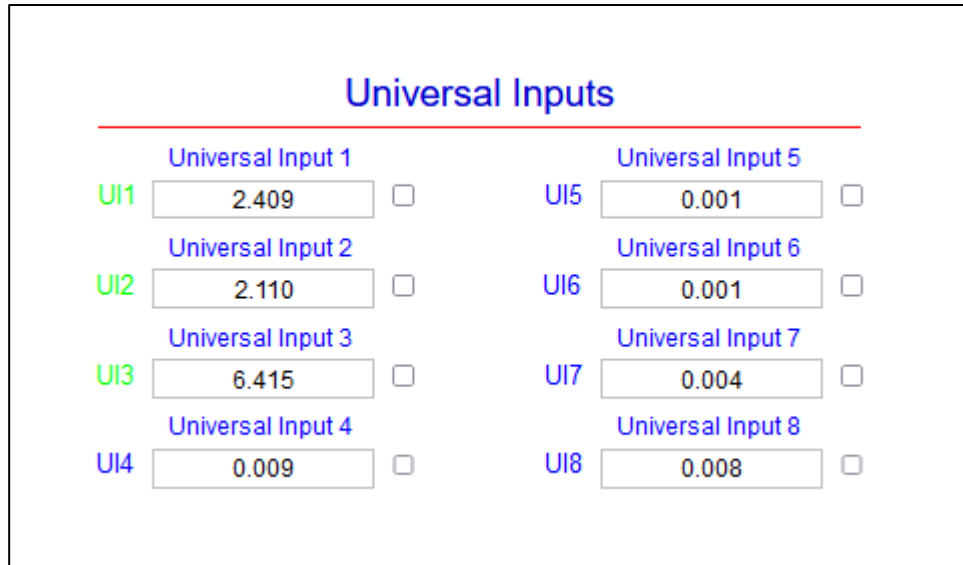 Universal Inputs
Universal Input 1
UI1 2.409
Universal Input 2
UI2 2.110
Universal Input 3
UI3 6.415
Universal Input 4
UI4 0.009
Universal Input 5
UI5 0.001
Universal Input 6
UI6 0.001
Universal Input 7
UI7 0.004
Universal Input 8
UI8 0.008